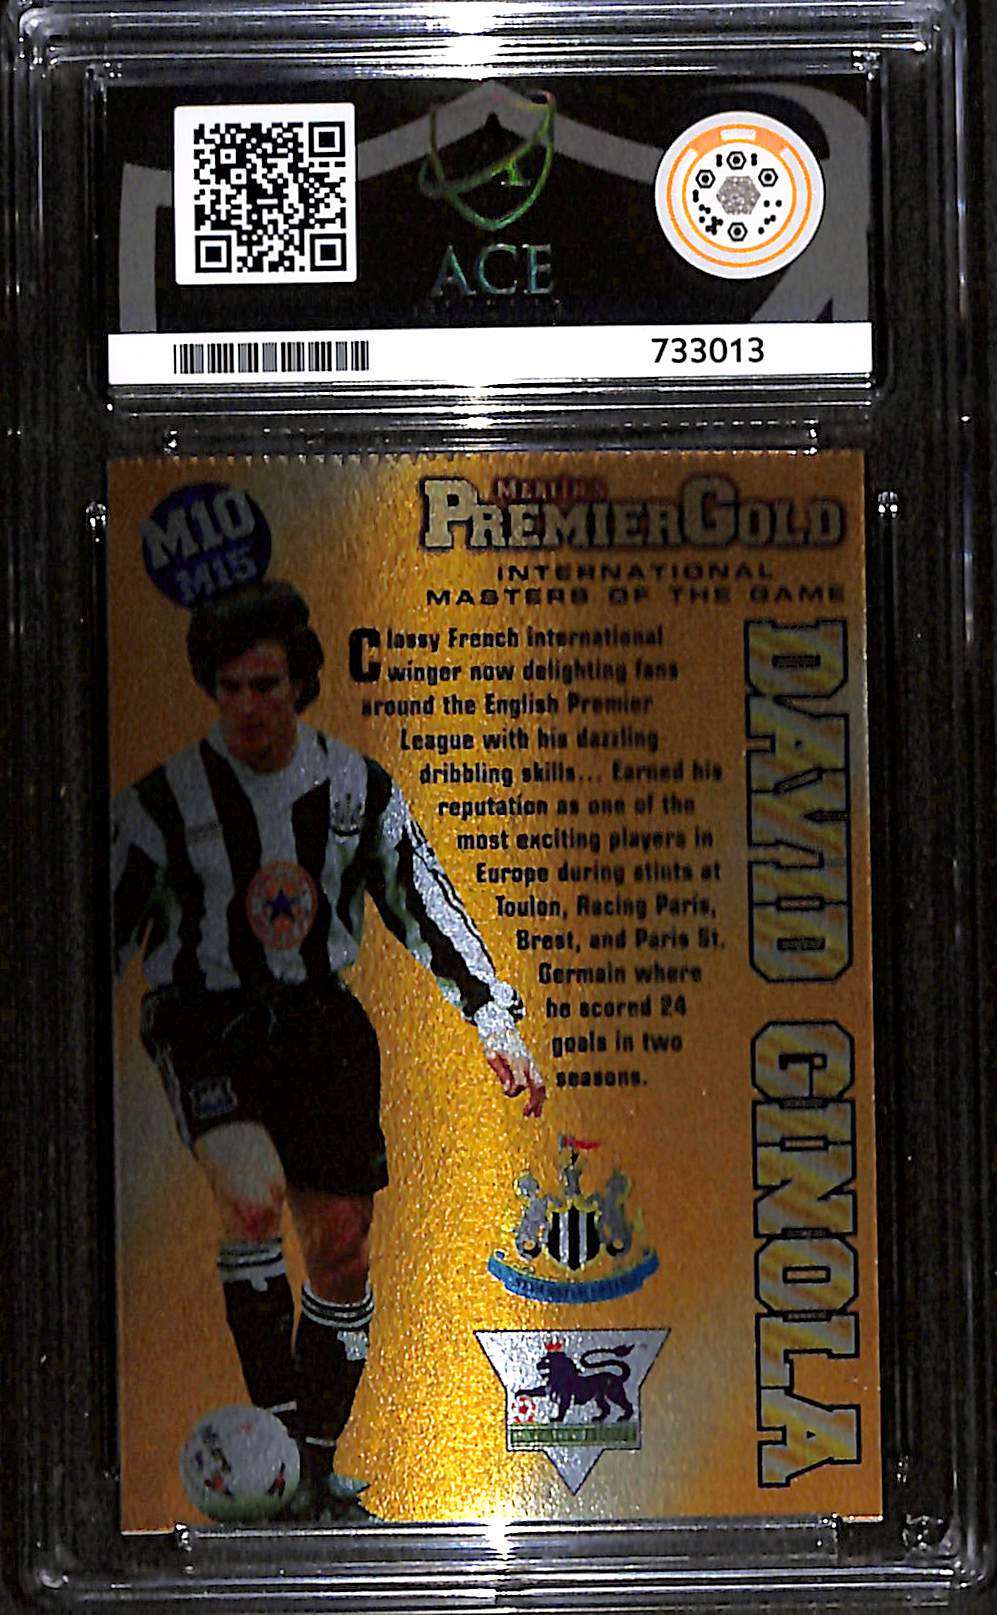 ACE
733013
M10
M15
MERLIN'S
PREMIER GOLD
INTERNATIONAL
MASTERS OF THE GAME
Classy French international
winger now delighting fans
around the English Premier
League with his dazzling
dribbling skills... Earned his
reputation as one of the
most exciting players in
Europe during stints at
Toulon, Racing Paris,
Brest, and Paris St.
Germain where
he scored 24
goals in two
seasons.
DAVID GINOLA